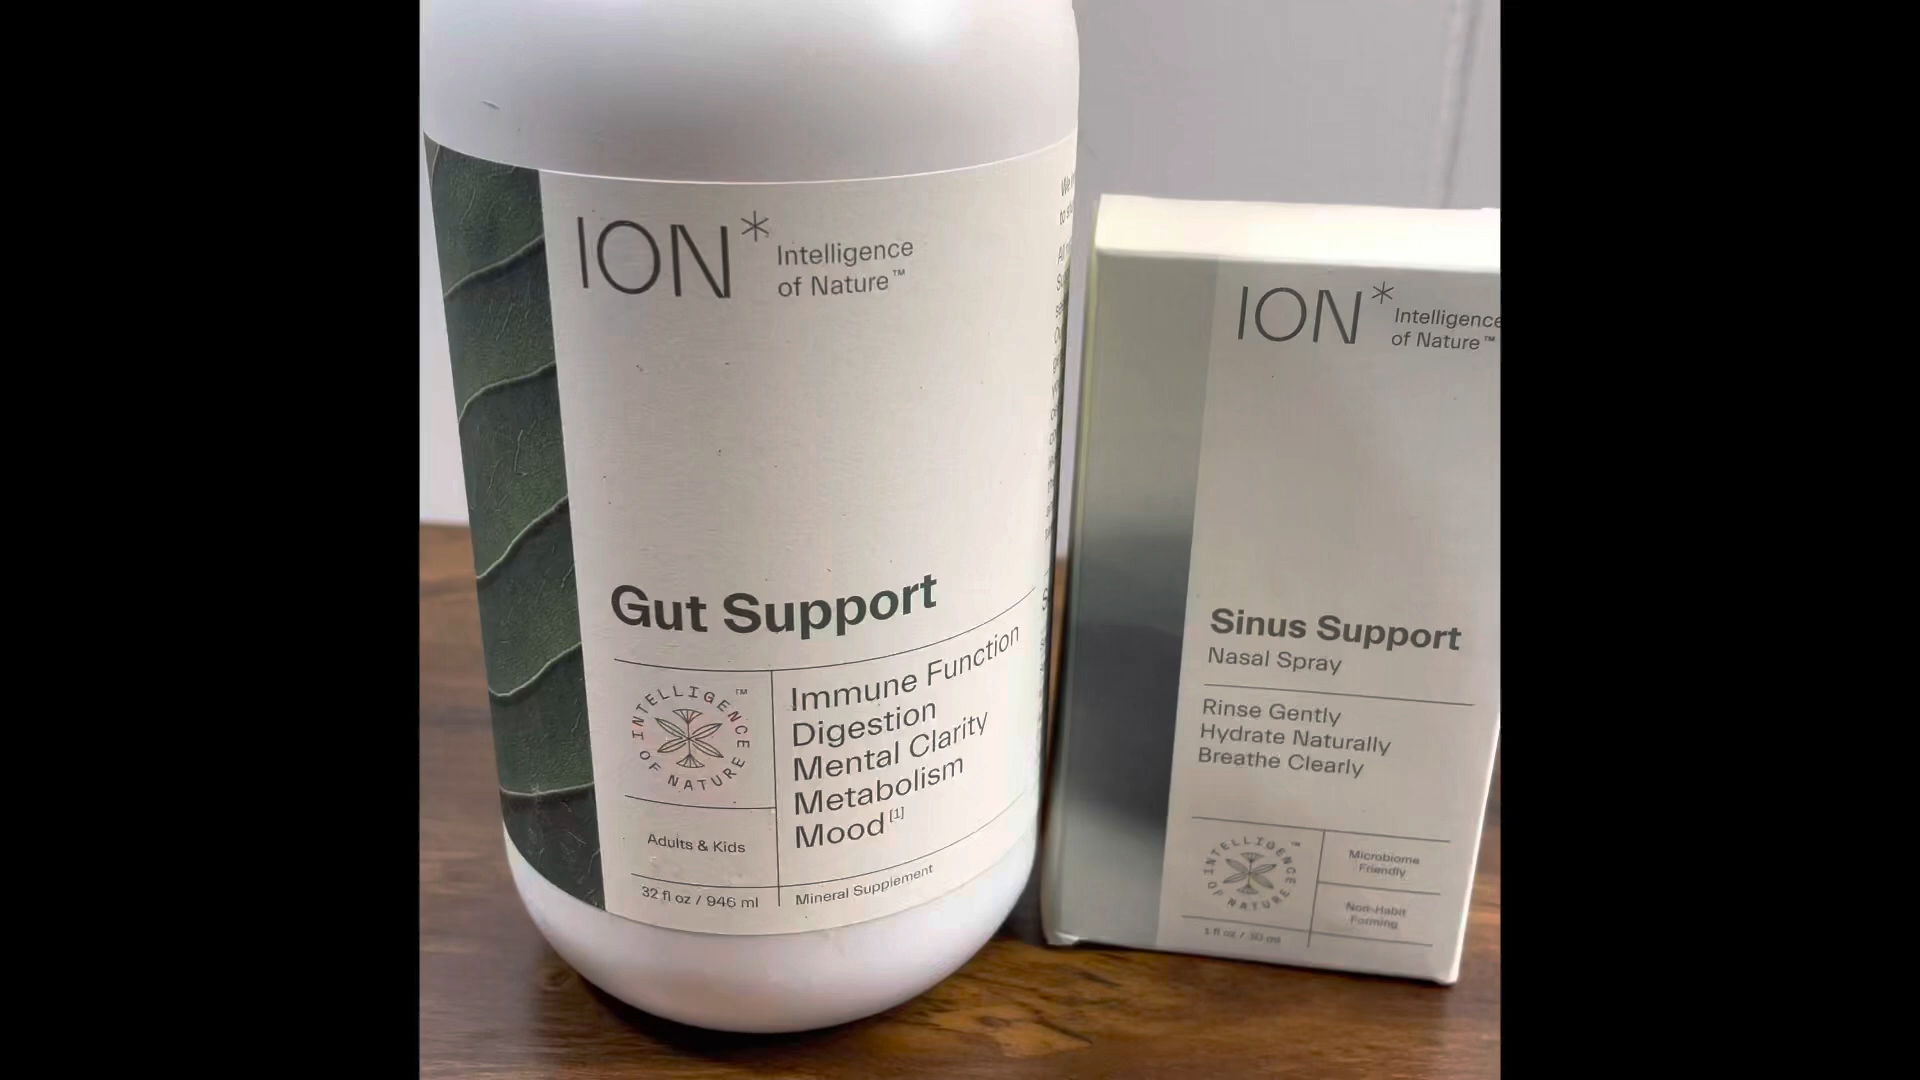 ION*
Intelligence
of Nature™
Gut Support
INTELLIGENCE OF NATURE™
Immune Function
Digestion
Mental Clarity
Metabolism
Mood[1]
Adults & Kids
32 fl oz / 946 ml
Mineral Supplement
ION*
Intelligence
of Nature™
Sinus Support
Nasal Spray
Rinse Gently
Hydrate Naturally
Breathe Clearly
INTELLIGENCE OF NATURE™
Microbiome
Friendly
Non-Habit
Forming
1 fl oz / 30 ml